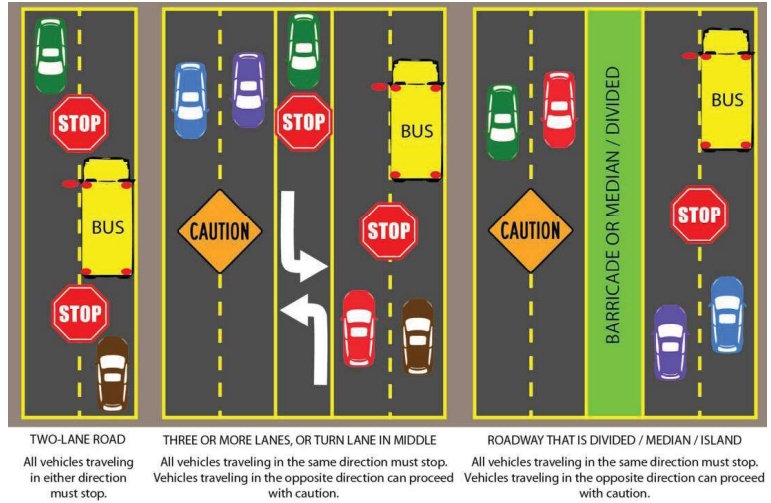 STOP
BUS
STOP
CAUTION
STOP
BUS
STOP
CAUTION
BARRICADE OR MEDIAN / DIVIDED
BUS
STOP
TWO-LANE ROAD
All vehicles traveling
in either direction
must stop.
THREE OR MORE LANES, OR TURN LANE IN MIDDLE
All vehicles traveling in the same direction must stop.
Vehicles traveling in the opposite direction can proceed
with caution.
ROADWAY THAT IS DIVIDED / MEDIAN / ISLAND
All vehicles traveling in the same direction must stop.
Vehicles traveling in the opposite direction can proceed
with caution.